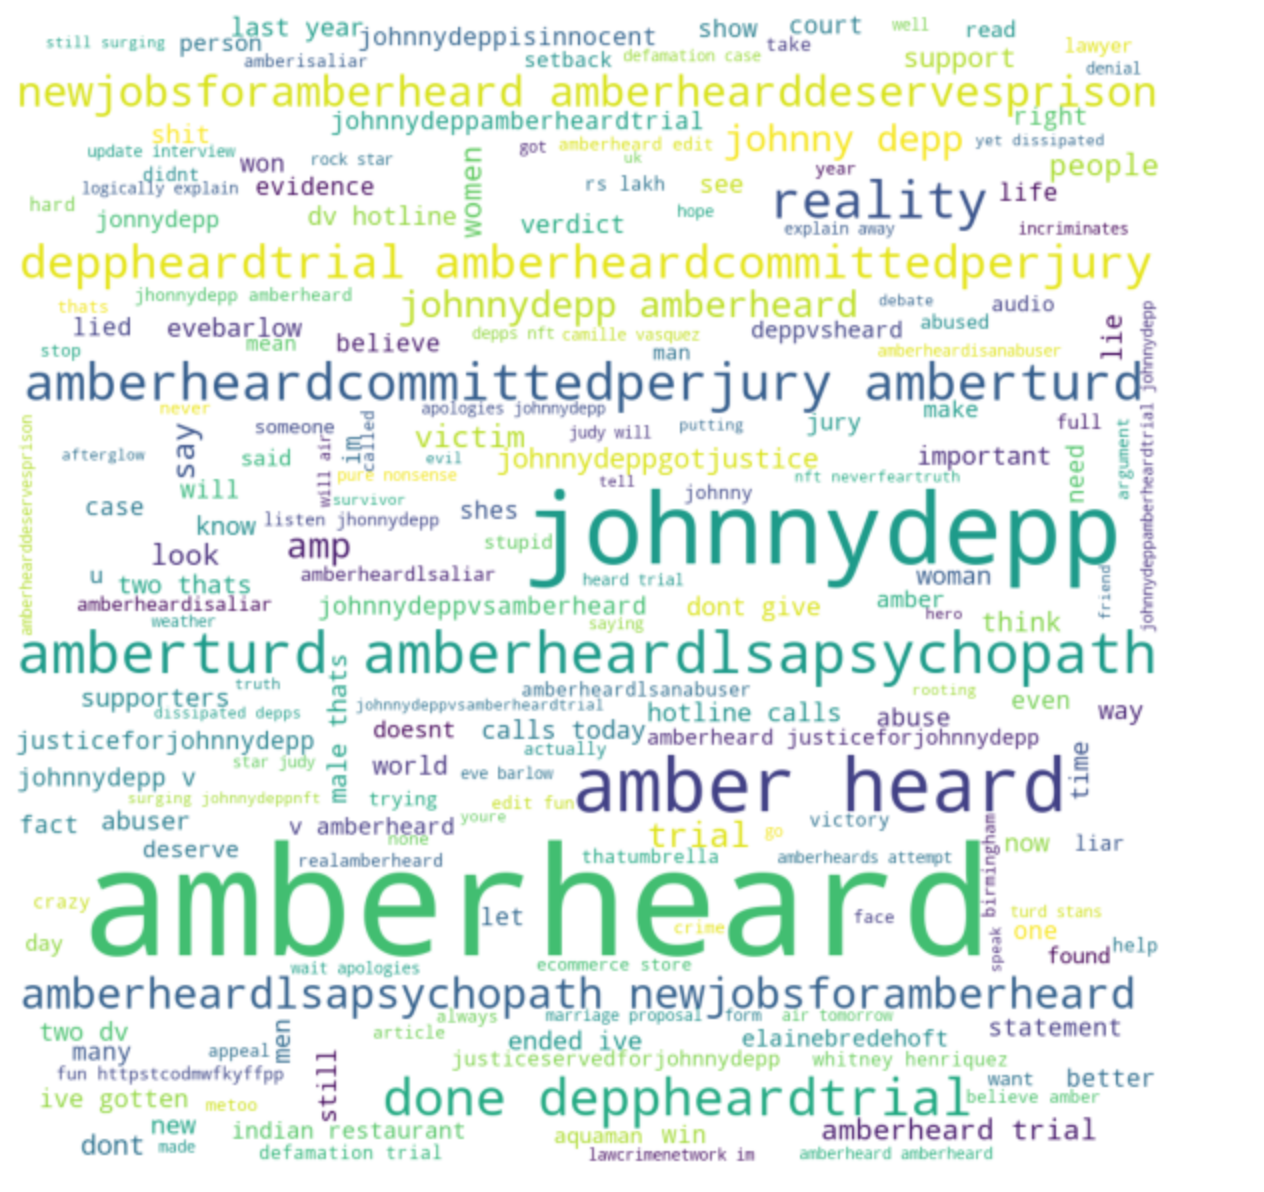 last year
still surging
person
johnnydeppisinnocent
show
court
well
read
take
lawyer
amberisaliar
setback
defamation case
support
denial
newjobsforamberheard amberhearddeservesprison
johnnydeppamberheardtrial
right
shit
johnny depp
yet dissipated
update interview
won
rock star
women
got
amberheard edit
uk
people
didnt
logically explain
evidence
rs lakh
see
year
reality
life
hard
jonnydepp
dv hotline
verdict
hope
explain away
incriminates
deppheardtrial amberheardcommittedperjury
jhonnydepp amberheard
thats
johnnydepp amberheard
debate
audio
johnnydeppamberheardtrial johnnydepp
lied
evebarlow
mean
believe
depps nft
camille vasquez
deppvsheard
abused
lie
stop
man
amberheardisanabuser
amberheardcommittedperjury amberturd
never
apologies johnnydepp
make
amberhearddeservesprison
say
someone
will air
im
called
victim
judy will
putting
jury
full
afterglow
said
evil
johnnydeppgotjustice
important
need
argument
will
pure nonsense
tell
nft neverfeartruth
survivor
johnny
case
know
listen jhonnydepp
shes
johnnydepp
look
amp
stupid
u
two thats
amberheardlsaliar
heard trial
woman
friend
amberheardisaliar
johnnydeppvsamberheard
dont give
amber
hero
weather
saying
think
amberturd amberheardlsapsychopath
male thats
truth
supporters
amberheardlsanabuser
rooting
even
dissipated depps
johnnydeppvsamberheardtrial
hotline calls
abuse
way
doesnt
calls today
justiceforjohnnydepp
actually
amberheard justiceforjohnnydepp
star judy
world
eve barlow
amber heard
time
johnnydepp v
surging johnnydeppnft
trying
edit fun
fact
abuser
v amberheard
youre
none
trial
go
victory
birmingham
now
liar
deserve
realamberheard
thatumbrella
amberheards attempt
amberheard
crazy
let
crime
face
turd stans
one
day
speak
found
help
wait apologies
ecommerce store
amberheardlsapsychopath newjobsforamberheard
always
marriage proposal
form
air tomorrow
two dv
men
article
ended ive
elainebredehoft
statement
many
appeal
still
justiceservedforjohnnydepp
whitney henriquez
fun httpstcodmwfkyffpp
want
better
ive gotten
metoo
done deppheardtrial
believe amber
new
indian restaurant
aquaman
win
amberheard trial
dont
made
defamation trial
lawcrimenetwork im
amberheard amberheard